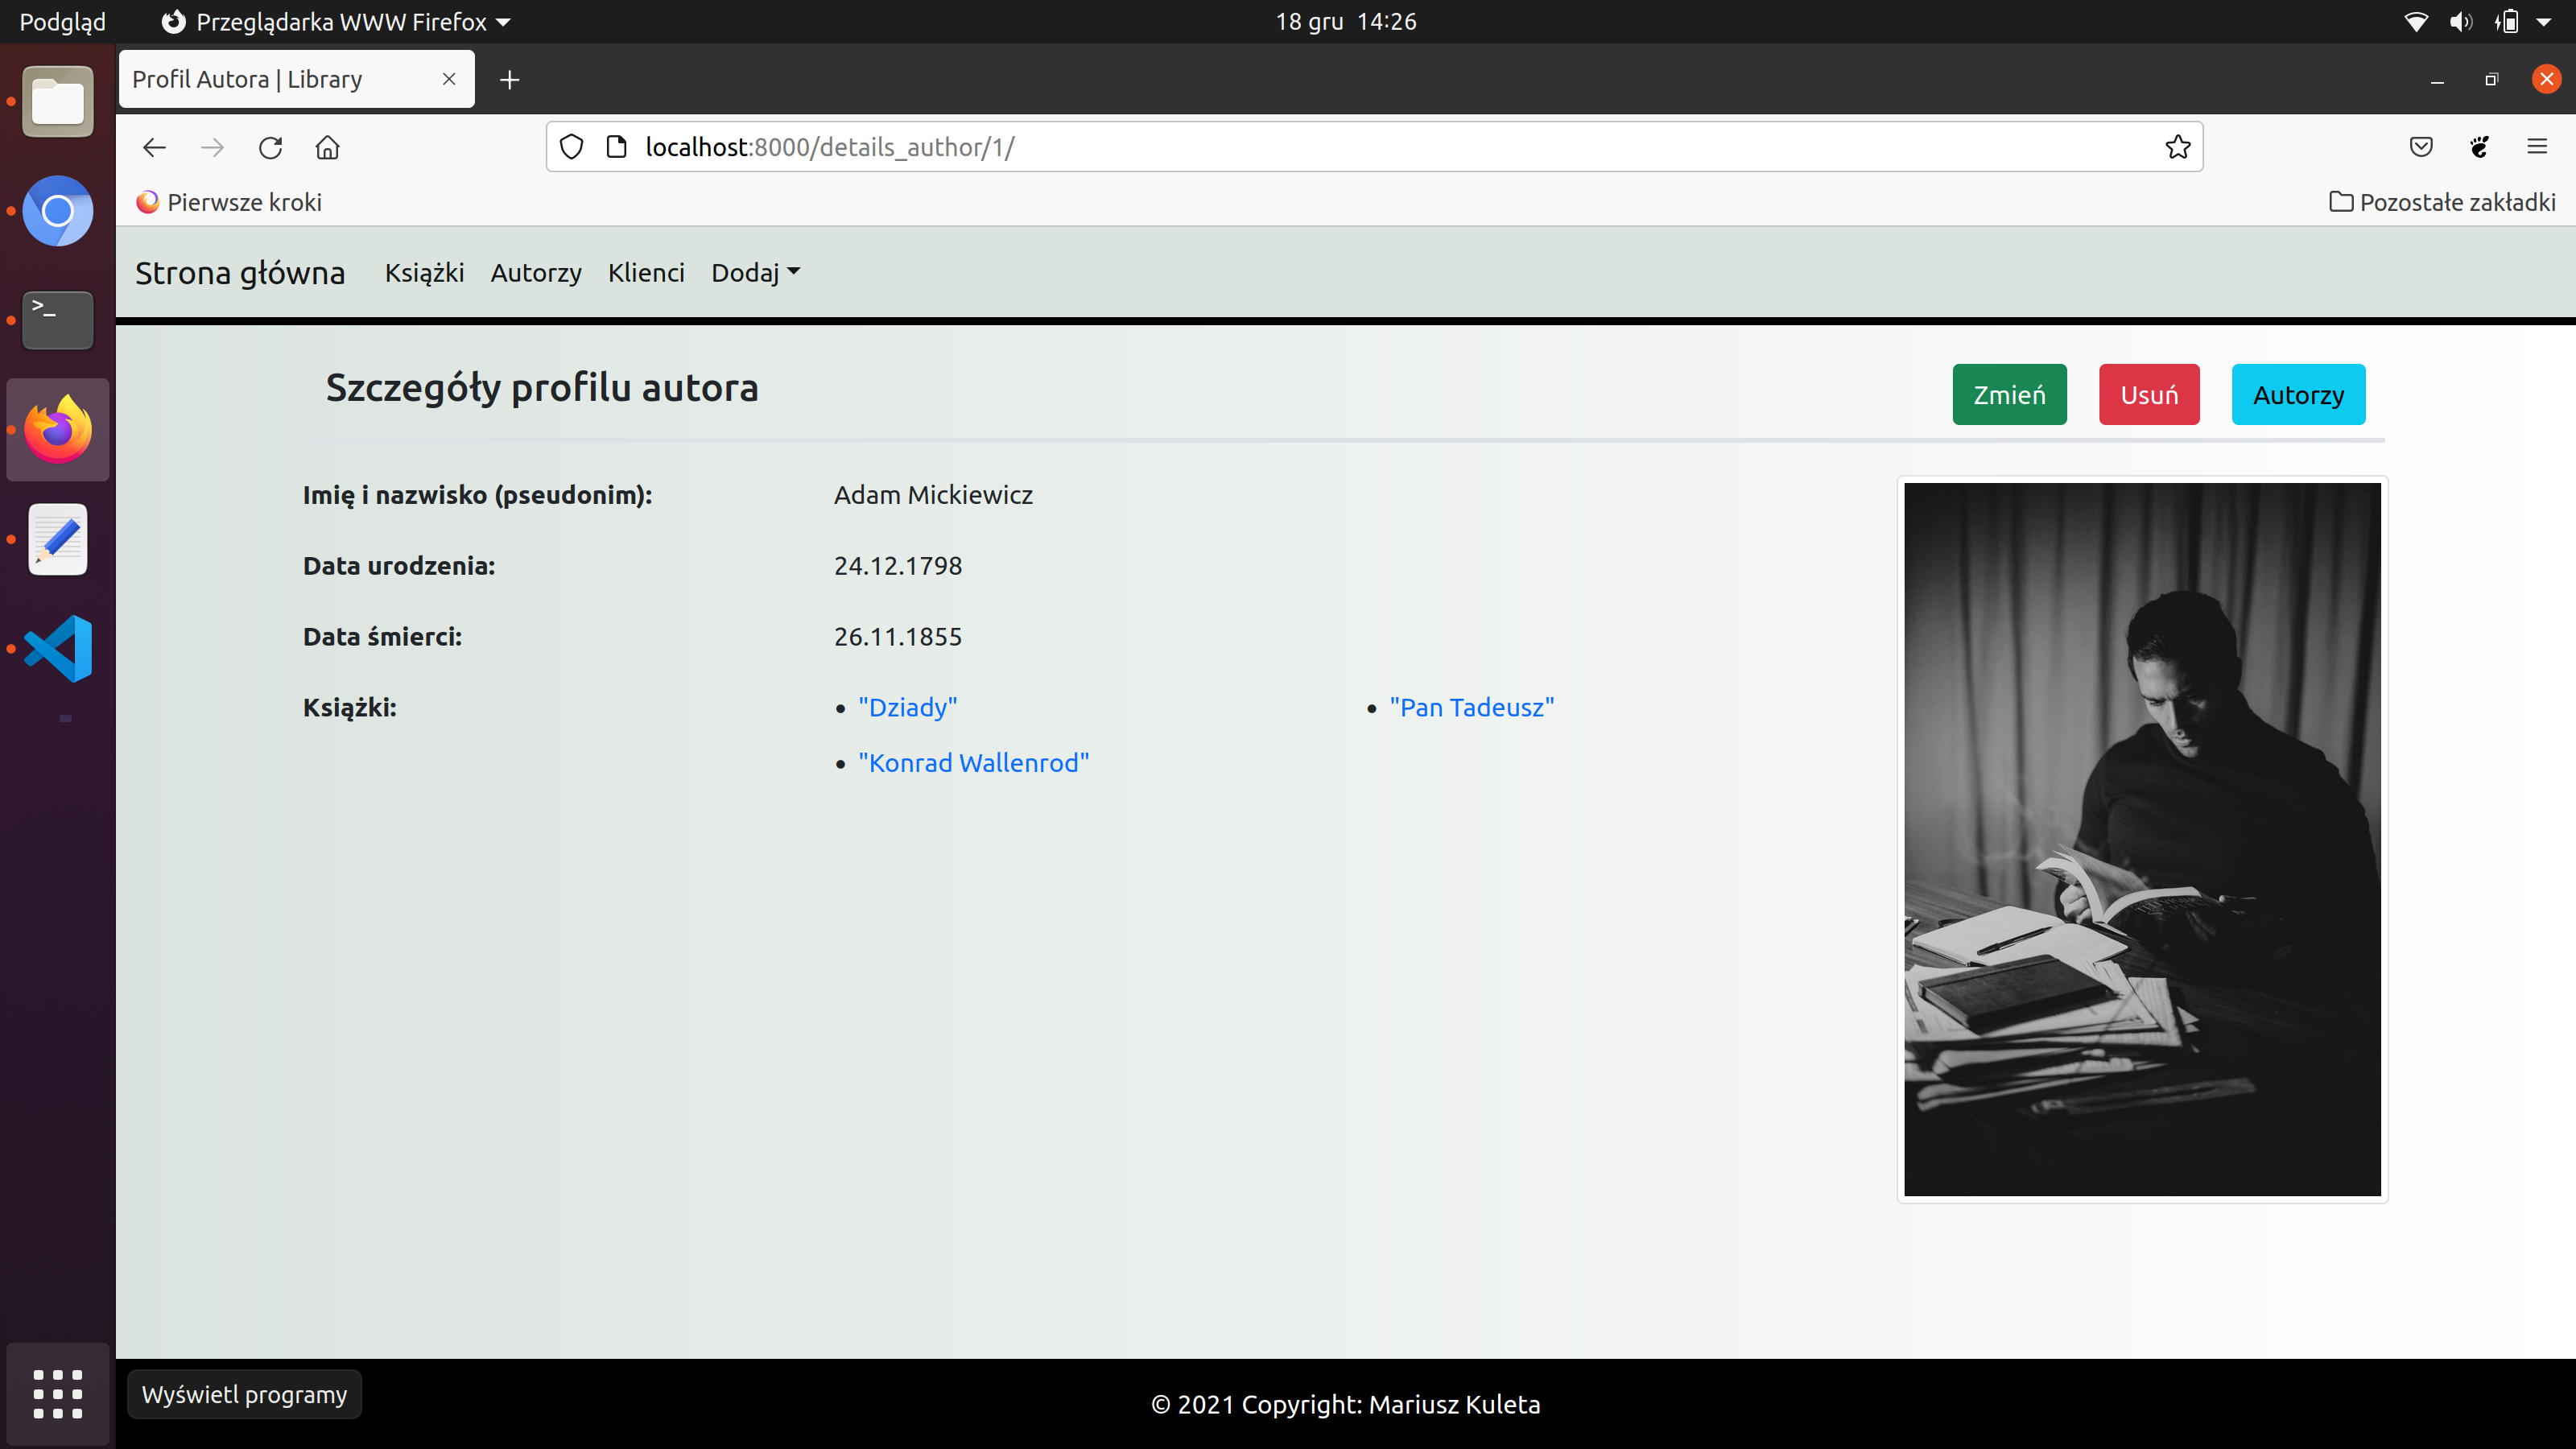 Podgląd Przeglądarka WWW Firefox 18 gru 14:26
Profil Autora | Library
localhost:8000/details_author/1/
Pierwsze kroki Pozostałe zakładki
Strona główna Książki Autorzy Klienci Dodaj
Szczegóły profilu autora Zmień Usuń Autorzy
Imię i nazwisko (pseudonim): Adam Mickiewicz
Data urodzenia: 24.12.1798
Data śmierci: 26.11.1855
Książki: • "Dziady" • "Pan Tadeusz"
• "Konrad Wallenrod"
Wyświetl programy
© 2021 Copyright: Mariusz Kuleta